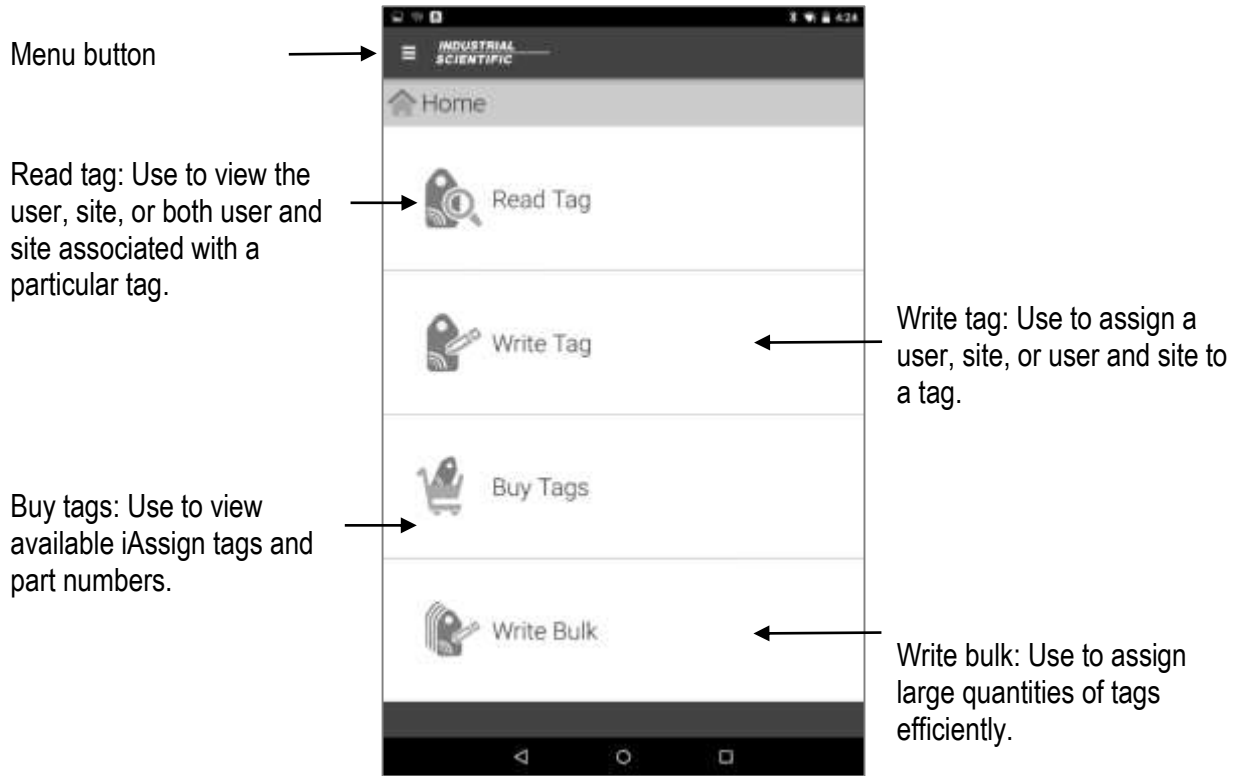 4:24
Menu button
INDUSTRIAL
SCIENTIFIC
Home
Read tag: Use to view the
user, site, or both user and
site associated with a
particular tag.
Read Tag
Write Tag
Write tag: Use to assign a
user, site, or user and site to
a tag.
Buy tags: Use to view
available iAssign tags and
part numbers.
Buy Tags
Write Bulk
Write bulk: Use to assign
large quantities of tags
efficiently.